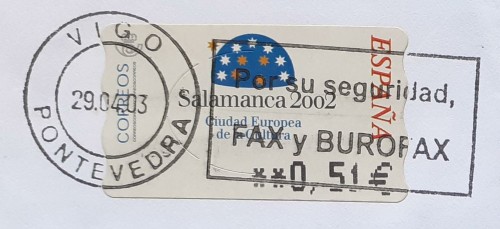 VIGO
29.04.03
PONTEVEDRA
CORREOS
ESPAÑA
Salamanca 2002
Ciudad Europea
de la Cultura
Por su seguridad,
FAX y BUROFAX
**0,51 €